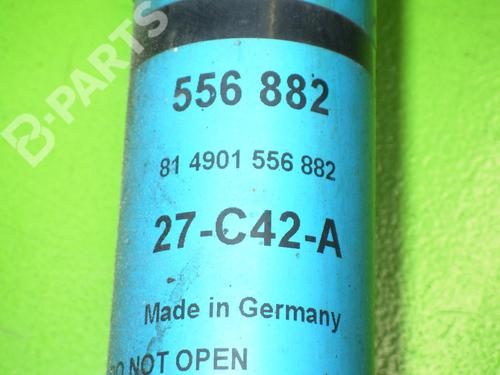 B-PARTS
556 882
81 4901 556 882
27-C42-A
Made in Germany
DO NOT OPEN